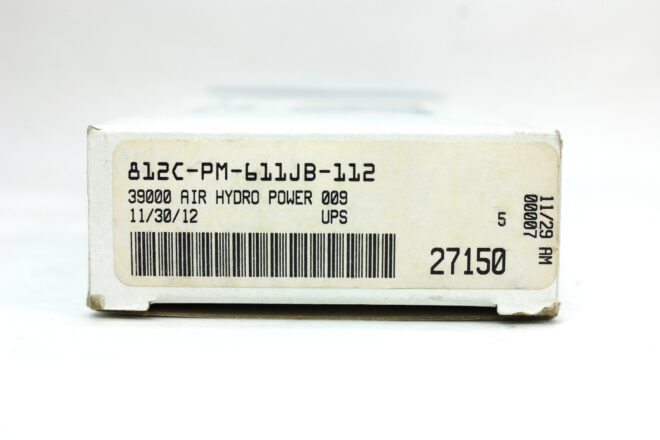 812C-PM-611JB-112
39000 AIR HYDRO POWER 009
11/30/12 UPS 5
27150
11/29 AM
00007